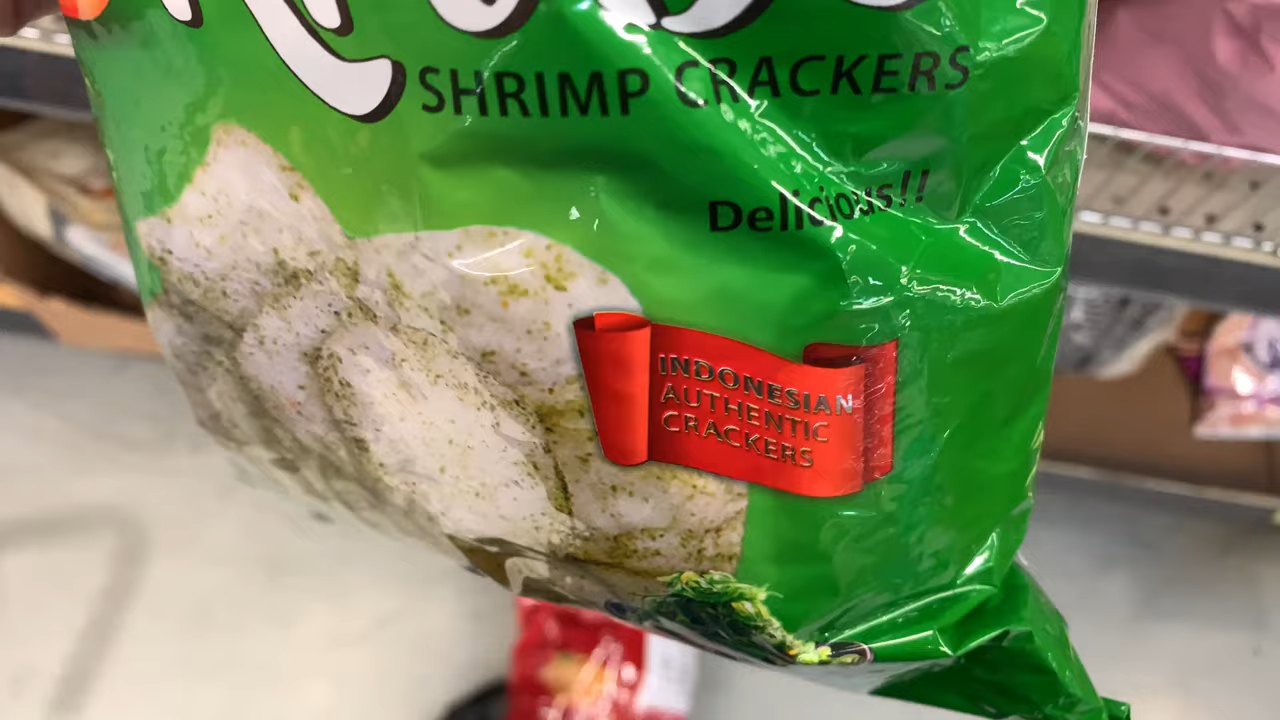 SHRIMP CRACKERS
Delicious!!
INDONESIAN
AUTHENTIC
CRACKERS